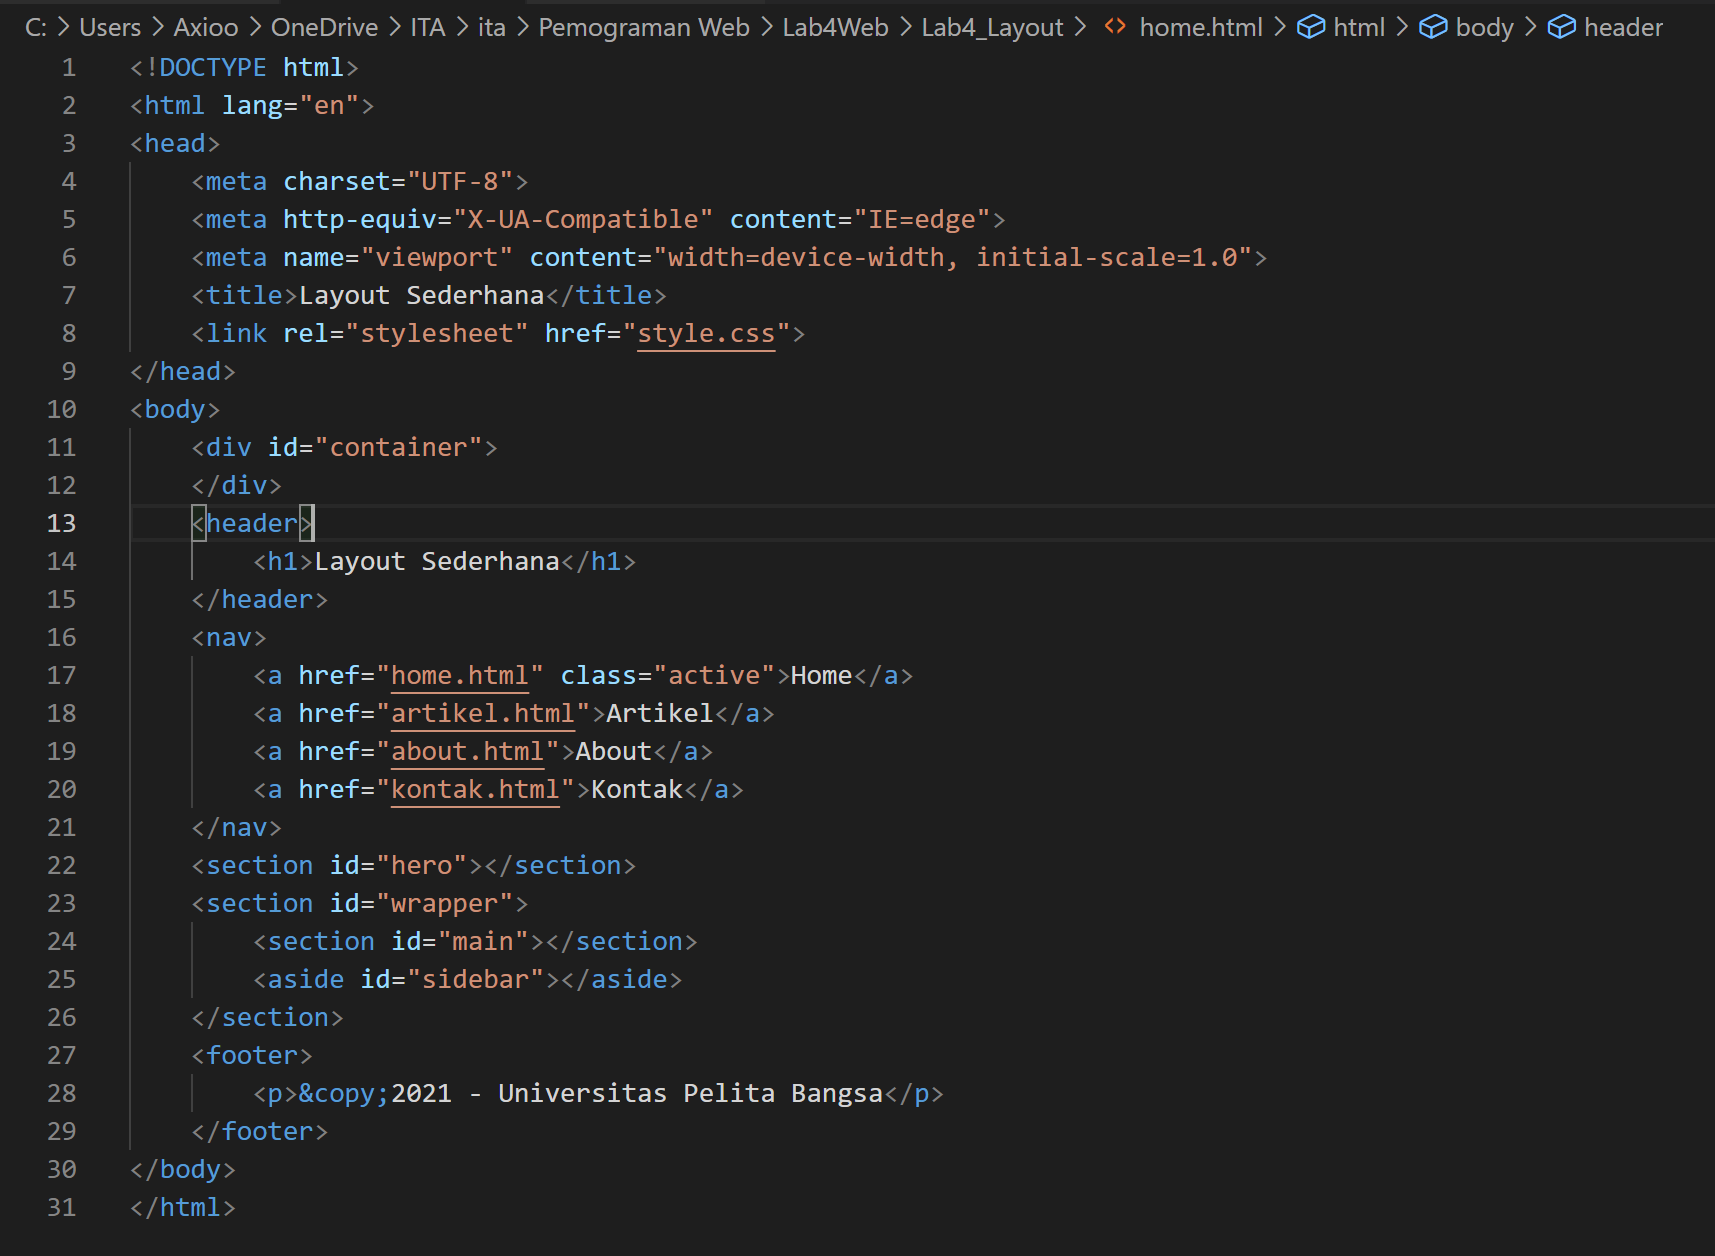 C: > Users > Axioo > OneDrive > ITA > ita > Pemograman Web > Lab4Web > Lab4_Layout > <> home.html > html > body > header
1 <!DOCTYPE html>
2 <html lang="en">
3 <head>
4     <meta charset="UTF-8">
5     <meta http-equiv="X-UA-Compatible" content="IE=edge">
6     <meta name="viewport" content="width=device-width, initial-scale=1.0">
7     <title>Layout Sederhana</title>
8     <link rel="stylesheet" href="style.css">
9 </head>
10 <body>
11     <div id="container">
12     </div>
13     <header>
14         <h1>Layout Sederhana</h1>
15     </header>
16     <nav>
17         <a href="home.html" class="active">Home</a>
18         <a href="artikel.html">Artikel</a>
19         <a href="about.html">About</a>
20         <a href="kontak.html">Kontak</a>
21     </nav>
22     <section id="hero"></section>
23     <section id="wrapper">
24         <section id="main"></section>
25         <aside id="sidebar"></aside>
26     </section>
27     <footer>
28         <p>&copy;2021 - Universitas Pelita Bangsa</p>
29     </footer>
30 </body>
31 </html>